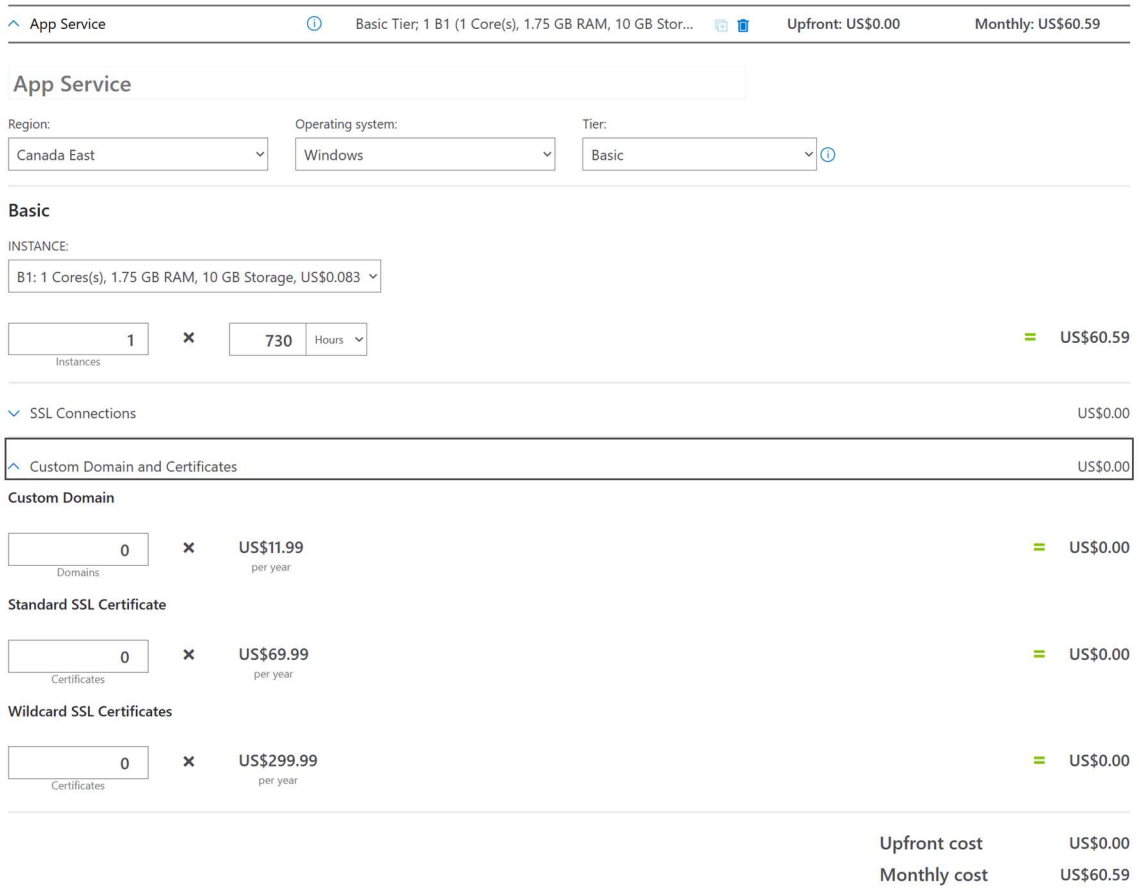 App Service Basic Tier; 1 B1 (1 Core(s), 1.75 GB RAM, 10 GB Stor... Upfront: US$0.00 Monthly: US$60.59
App Service
Region: Operating system: Tier:
Canada East Windows Basic
Basic
INSTANCE:
B1: 1 Cores(s), 1.75 GB RAM, 10 GB Storage, US$0.083
1 × 730 Hours = US$60.59
Instances
SSL Connections US$0.00
Custom Domain and Certificates US$0.00
Custom Domain
0 × US$11.99 = US$0.00
Domains per year
Standard SSL Certificate
0 × US$69.99 = US$0.00
Certificates per year
Wildcard SSL Certificates
0 × US$299.99 = US$0.00
Certificates per year
Upfront cost US$0.00
Monthly cost US$60.59